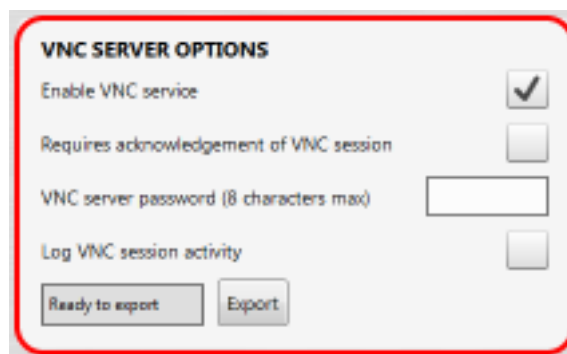 VNC SERVER OPTIONS
Enable VNC service
Requires acknowledgement of VNC session
VNC server password (8 characters max)
Log VNC session activity
Ready to export Export